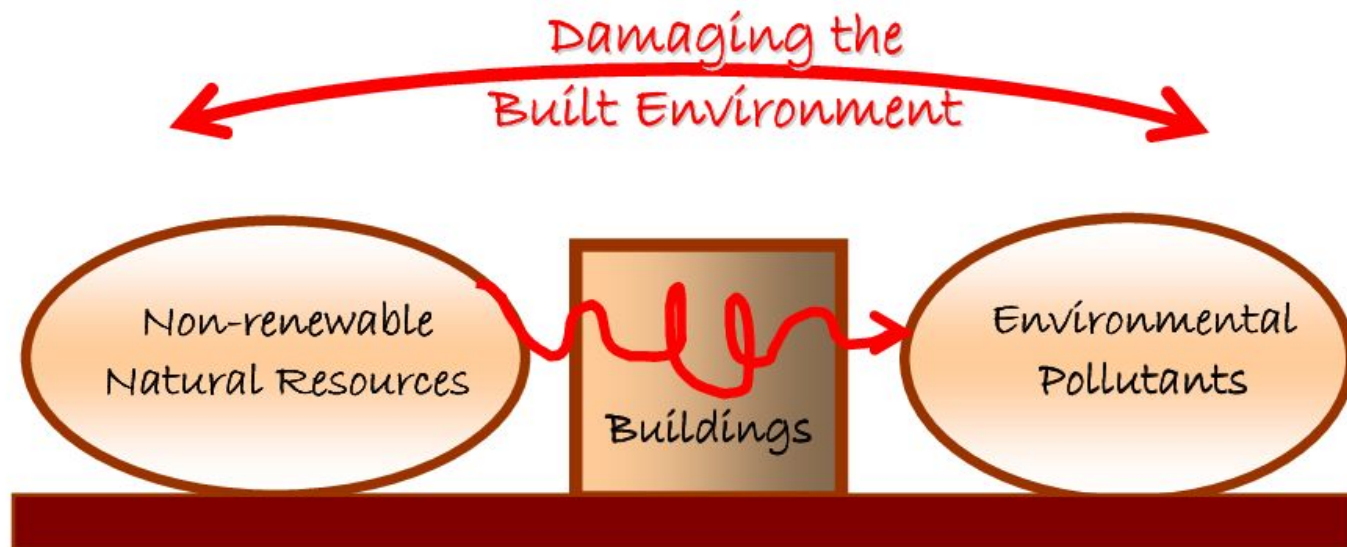 Damaging the
Built Environment
Non-renewable
Natural Resources
Buildings
Environmental
Pollutants